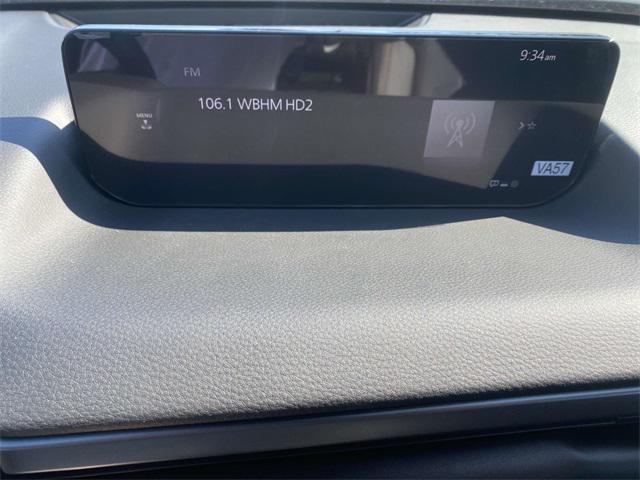 9:34am
FM
106.1 WBHM HD2
MENU
VA57